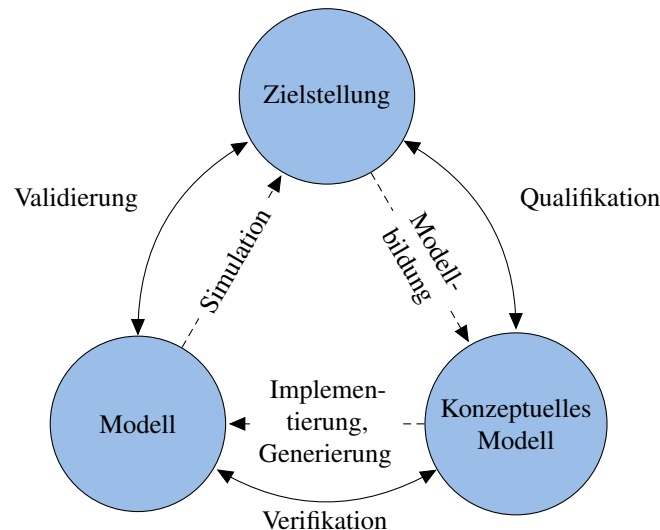 Zielstellung
Validierung
Qualifikation
Simulation
Modell-
bildung
Modell
Implemen-
tierung,
Generierung
Konzeptuelles
Modell
Verifikation